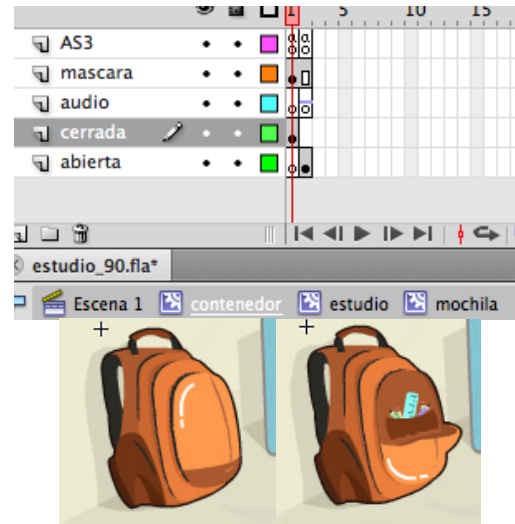 1 5 10 15
AS3
mascara
audio
cerrada
abierta
estudio_90.fla*
Escena 1 contenedor estudio mochila